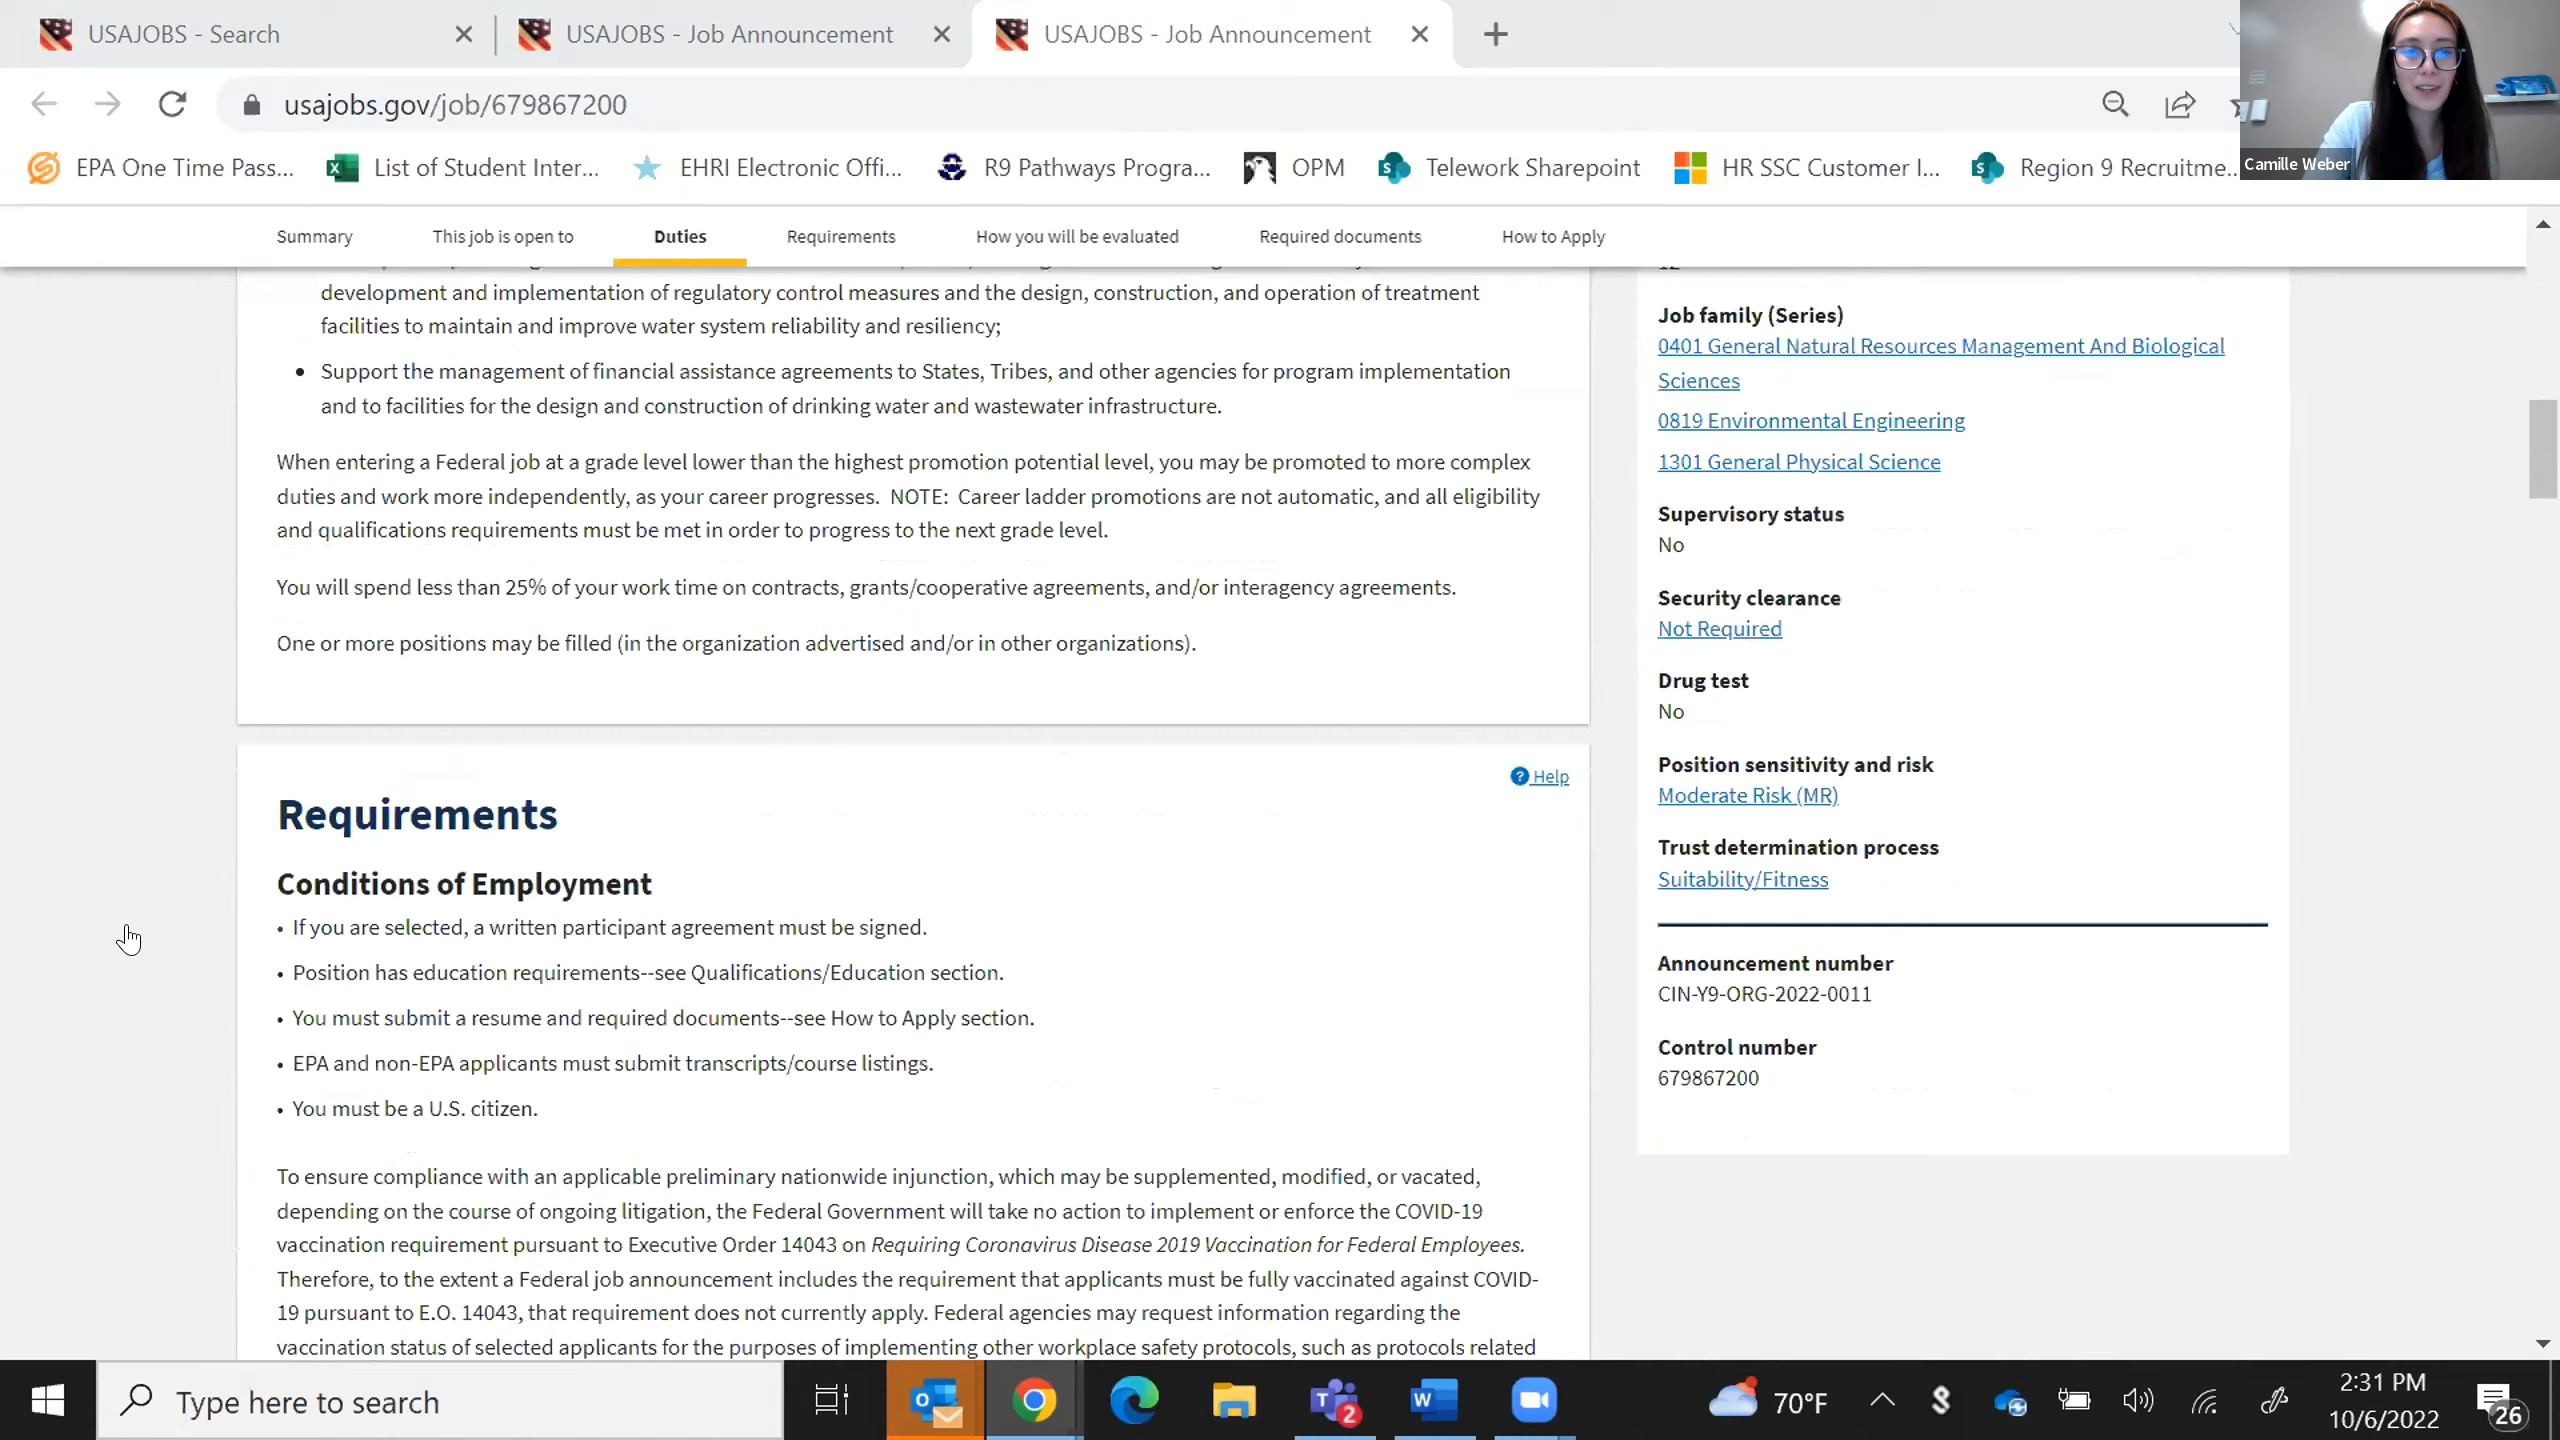 USAJOBS - Search
USAJOBS - Job Announcement
USAJOBS - Job Announcement
usajobs.gov/job/679867200
Camille Weber
EPA One Time Pass...
List of Student Inter...
EHRI Electronic Offi...
R9 Pathways Progra...
OPM
Telework Sharepoint
HR SSC Customer I...
Region 9 Recruitme...
Summary
This job is open to
Duties
Requirements
How you will be evaluated
Required documents
How to Apply
development and implementation of regulatory control measures and the design, construction, and operation of treatment
facilities to maintain and improve water system reliability and resiliency;
• Support the management of financial assistance agreements to States, Tribes, and other agencies for program implementation
and to facilities for the design and construction of drinking water and wastewater infrastructure.
When entering a Federal job at a grade level lower than the highest promotion potential level, you may be promoted to more complex
duties and work more independently, as your career progresses. NOTE: Career ladder promotions are not automatic, and all eligibility
and qualifications requirements must be met in order to progress to the next grade level.
You will spend less than 25% of your work time on contracts, grants/cooperative agreements, and/or interagency agreements.
One or more positions may be filled (in the organization advertised and/or in other organizations).
Help
Requirements
Conditions of Employment
• If you are selected, a written participant agreement must be signed.
• Position has education requirements--see Qualifications/Education section.
• You must submit a resume and required documents--see How to Apply section.
• EPA and non-EPA applicants must submit transcripts/course listings.
• You must be a U.S. citizen.
To ensure compliance with an applicable preliminary nationwide injunction, which may be supplemented, modified, or vacated,
depending on the course of ongoing litigation, the Federal Government will take no action to implement or enforce the COVID-19
vaccination requirement pursuant to Executive Order 14043 on Requiring Coronavirus Disease 2019 Vaccination for Federal Employees.
Therefore, to the extent a Federal job announcement includes the requirement that applicants must be fully vaccinated against COVID-
19 pursuant to E.O. 14043, that requirement does not currently apply. Federal agencies may request information regarding the
vaccination status of selected applicants for the purposes of implementing other workplace safety protocols, such as protocols related
Job family (Series)
0401 General Natural Resources Management And Biological
Sciences
0819 Environmental Engineering
1301 General Physical Science
Supervisory status
No
Security clearance
Not Required
Drug test
No
Position sensitivity and risk
Moderate Risk (MR)
Trust determination process
Suitability/Fitness
Announcement number
CIN-Y9-ORG-2022-0011
Control number
679867200
Type here to search
2
70°F
2:31 PM
10/6/2022
26